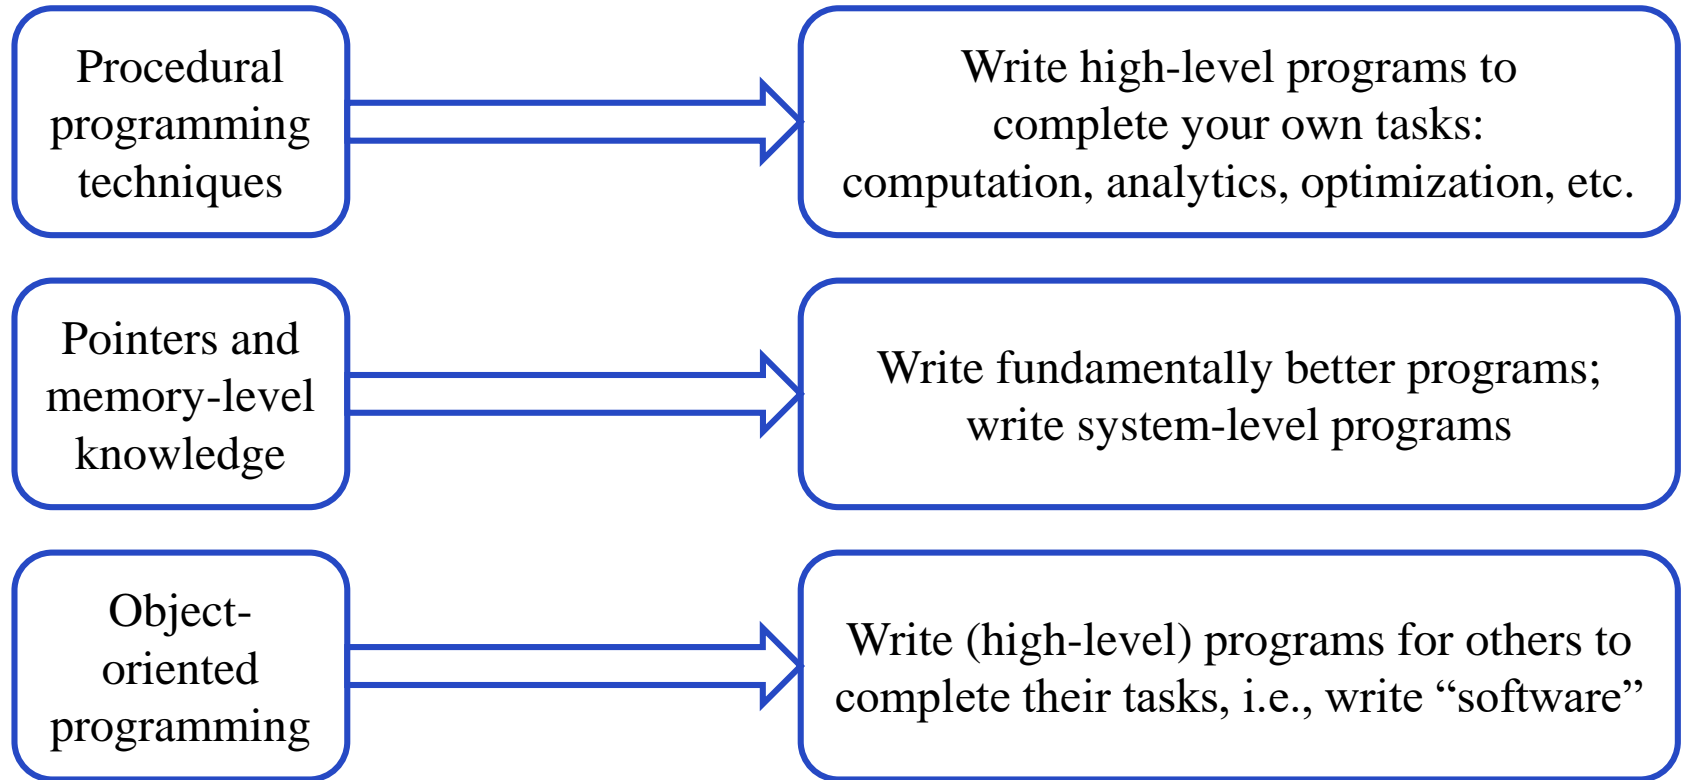 Procedural
programming
techniques
Write high-level programs to
complete your own tasks:
computation, analytics, optimization, etc.
Pointers and
memory-level
knowledge
Write fundamentally better programs;
write system-level programs
Object-
oriented
programming
Write (high-level) programs for others to
complete their tasks, i.e., write “software”